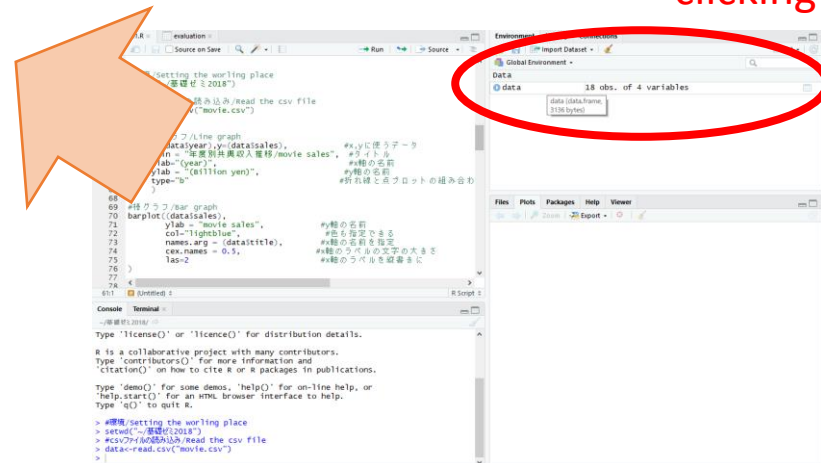 clicking
evaluation
Source on Save
Run
Source
/Setting the worling place
/基礎ゼミ2018")
読み込み/Read the csv file
("movie.csv")
フ/Line graph
data$year),y=(data$sales), #x,yに使うデータ
= "年度別共興収入推移/movie sales", #タイトル
lab="(year)", #x軸の名前
ylab = "(Billion yen)", #y軸の名前
type="b" #折れ線と点プロットの組み合わ
)
68
69 #棒グラフ/Bar graph
70 barplot((data$sales),
71 ylab = "movie sales", #y軸の名前
72 col="lightblue", #色も指定できる
73 names.arg = (data$title), #x軸の名前を指定
74 cex.names = 0.5, #x軸のラベルの文字の大きさ
75 las=2 #x軸のラベルを縦書きに
76 )
77
78
61:1 (Untitled) R Script
Console Terminal
~/基礎ゼミ2018/
Type 'license()' or 'licence()' for distribution details.
R is a collaborative project with many contributors.
Type 'contributors()' for more information and
'citation()' on how to cite R or R packages in publications.
Type 'demo()' for some demos, 'help()' for on-line help, or
'help.start()' for an HTML browser interface to help.
Type 'q()' to quit R.
> #環境/Setting the worling place
> setwd("~/基礎ゼミ2018")
> #csvファイルの読み込み/Read the csv file
> data<-read.csv("movie.csv")
>
Environment Connections
Import Dataset
Global Environment
Data
data 18 obs. of 4 variables
data (data.frame,
3136 bytes)
Files Plots Packages Help Viewer
Zoom Export